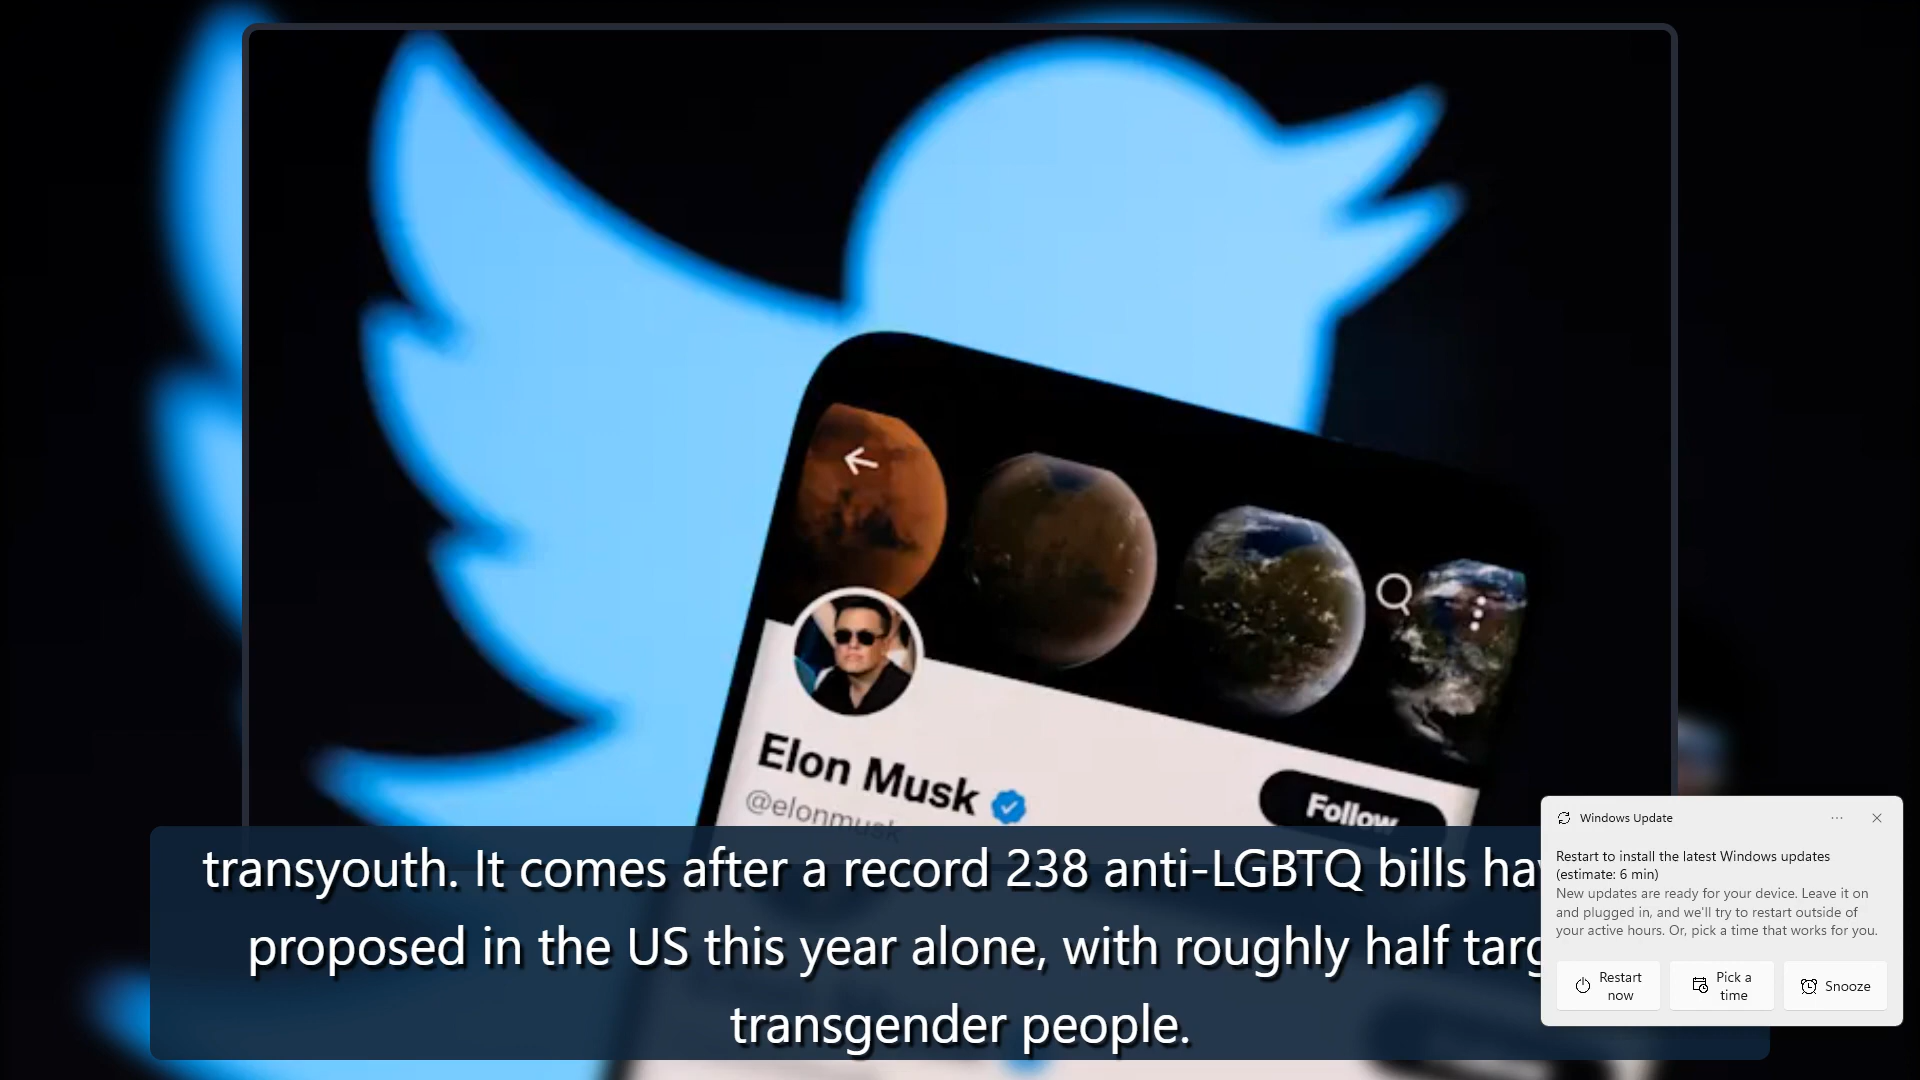 Elon Musk
@elonmusk
Follow
transyouth. It comes after a record 238 anti-LGBTQ bills
proposed in the US this year alone, with roughly half
transgender people.
Windows Update
Restart to install the latest Windows updates
(estimate: 6 min)
New updates are ready for your device. Leave it on
and plugged in, and we'll try to restart outside of
your active hours. Or, pick a time that works for you.
Restart
now
Pick a
time
Snooze